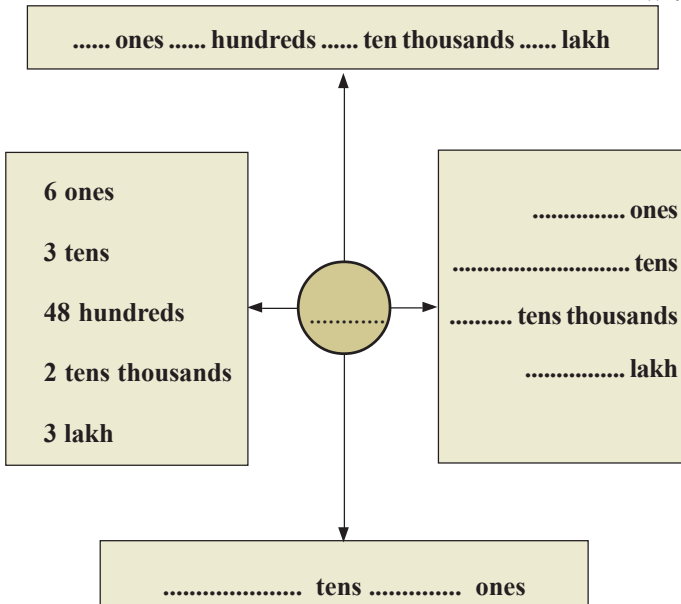 ...... ones ...... hundreds ...... ten thousands ...... lakh
6 ones
3 tens
48 hundreds
2 tens thousands
3 lakh
............
............... ones
........................... tens
.......... tens thousands
............... lakh
..................... tens .............. ones